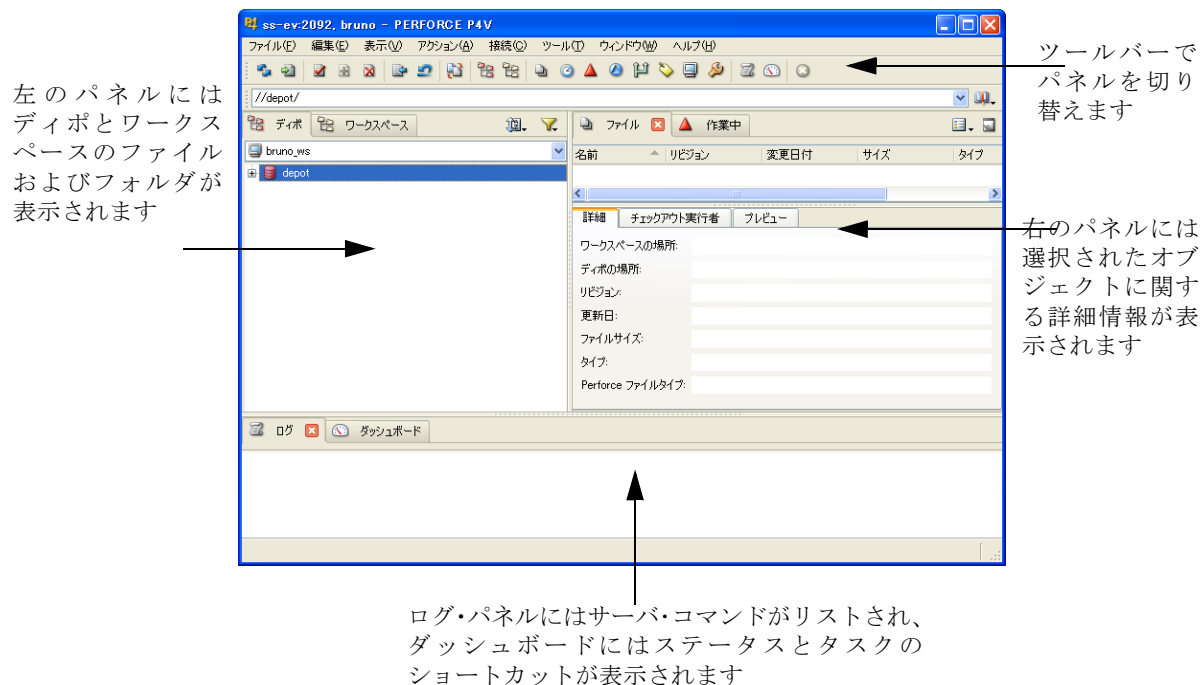 ss-ev:2092, bruno - PERFORCE P4V
ファイル(F) 編集(E) 表示(V) アクション(A) 接続(C) ツール(T) ウィンドウ(W) ヘルプ(H)
//depot/
ディポ ワークスペース
ファイル 作業中
bruno_ws
名前 リビジョン 変更日付 サイズ タイプ
depot
詳細 チェックアウト実行者 プレビュー
ワークスペースの場所:
ディポの場所:
リビジョン:
更新日:
ファイルサイズ:
タイプ:
Perforce ファイルタイプ:
ログ ダッシュボード
左のパネルには
ディポとワークス
ペースのファイル
およびフォルダが
表示されます
ツールバーで
パネルを切り
替えます
右のパネルには
選択されたオブ
ジェクトに関す
る詳細情報が表
示されます
ログ・パネルにはサーバ・コマンドがリストされ、
ダッシュボードにはステータスとタスクの
ショートカットが表示されます